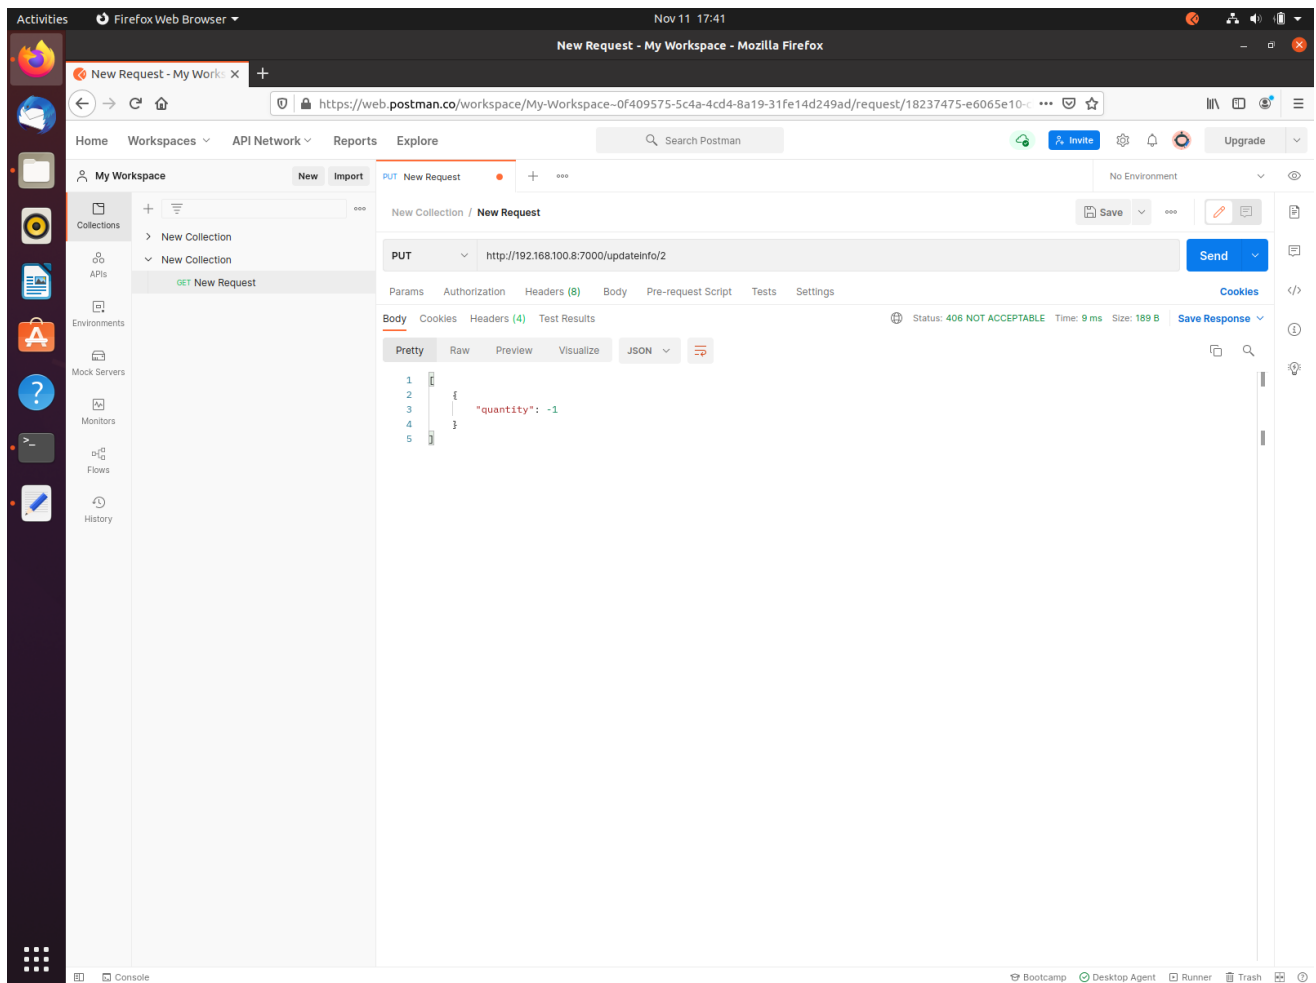 Activities Firefox Web Browser Nov 11 17:41
New Request - My Workspace - Mozilla Firefox
New Request - My Works
https://web.postman.co/workspace/My-Workspace~0f409575-5c4a-4cd4-8a19-31fe14d249ad/request/18237475-e6065e10-
Home Workspaces API Network Reports Explore Search Postman Invite Upgrade
My Workspace New Import PUT New Request No Environment
Collections
New Collection / New Request Save
New Collection
PUT http://192.168.100.8:7000/updateinfo/2 Send
New Collection
APIs
GET New Request
Params Authorization Headers (8) Body Pre-request Script Tests Settings Cookies
Environments
Body Cookies Headers (4) Test Results Status: 406 NOT ACCEPTABLE Time: 9 ms Size: 189 B Save Response
Pretty Raw Preview Visualize JSON
Mock Servers
1 [
2 {
3 "quantity": -1
4 }
5 ]
Monitors
Flows
History
Console Bootcamp Desktop Agent Runner Trash